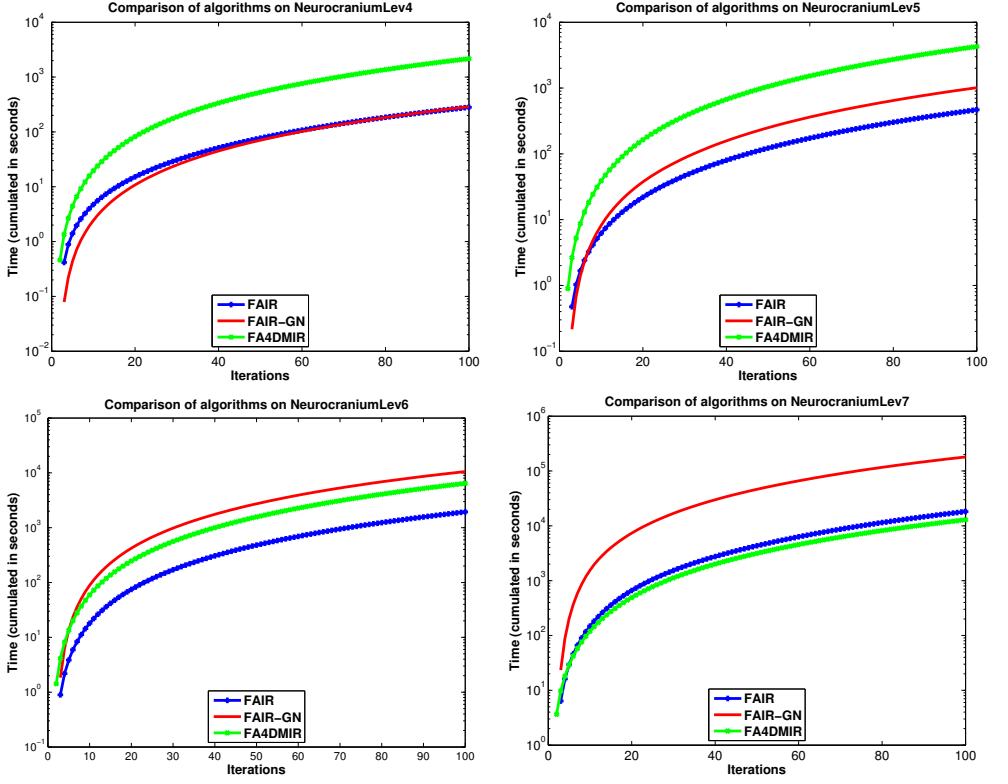 Comparison of algorithms on NeurocraniumLev4
Time (cumulated in seconds)
10^4
10^3
10^2
10^1
10^0
10^-1
10^-2
0
20
40
60
80
100
Iterations
FAIR
FAIR-GN
FA4DMIR
Comparison of algorithms on NeurocraniumLev5
Time (cumulated in seconds)
10^4
10^3
10^2
10^1
10^0
10^-1
0
20
40
60
80
100
Iterations
FAIR
FAIR-GN
FA4DMIR
Comparison of algorithms on NeurocraniumLev6
Time (cumulated in seconds)
10^5
10^4
10^3
10^2
10^1
10^0
10^-1
0
10
20
30
40
50
60
70
80
90
100
Iterations
FAIR
FAIR-GN
FA4DMIR
Comparison of algorithms on NeurocraniumLev7
Time (cumulated in seconds)
10^6
10^5
10^4
10^3
10^2
10^1
10^0
0
20
40
60
80
100
Iterations
FAIR
FAIR-GN
FA4DMIR